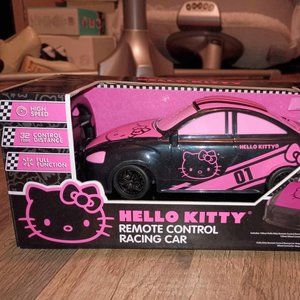 HIGH
SPEED
CONTROL
DISTANCE
FULL
FUNCTION
HELLO KITTY
01
HELLO KITTY
REMOTE CONTROL
RACING CAR